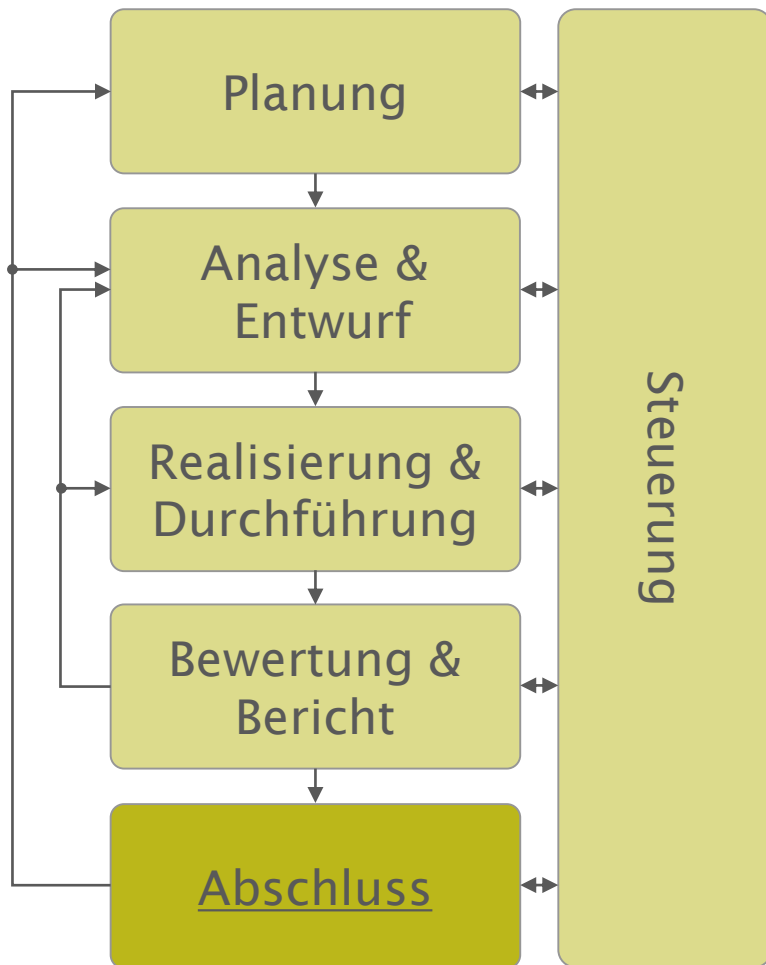 Planung
Analyse &
Entwurf
Realisierung &
Durchführung
Bewertung &
Bericht
Abschluss
Steuerung